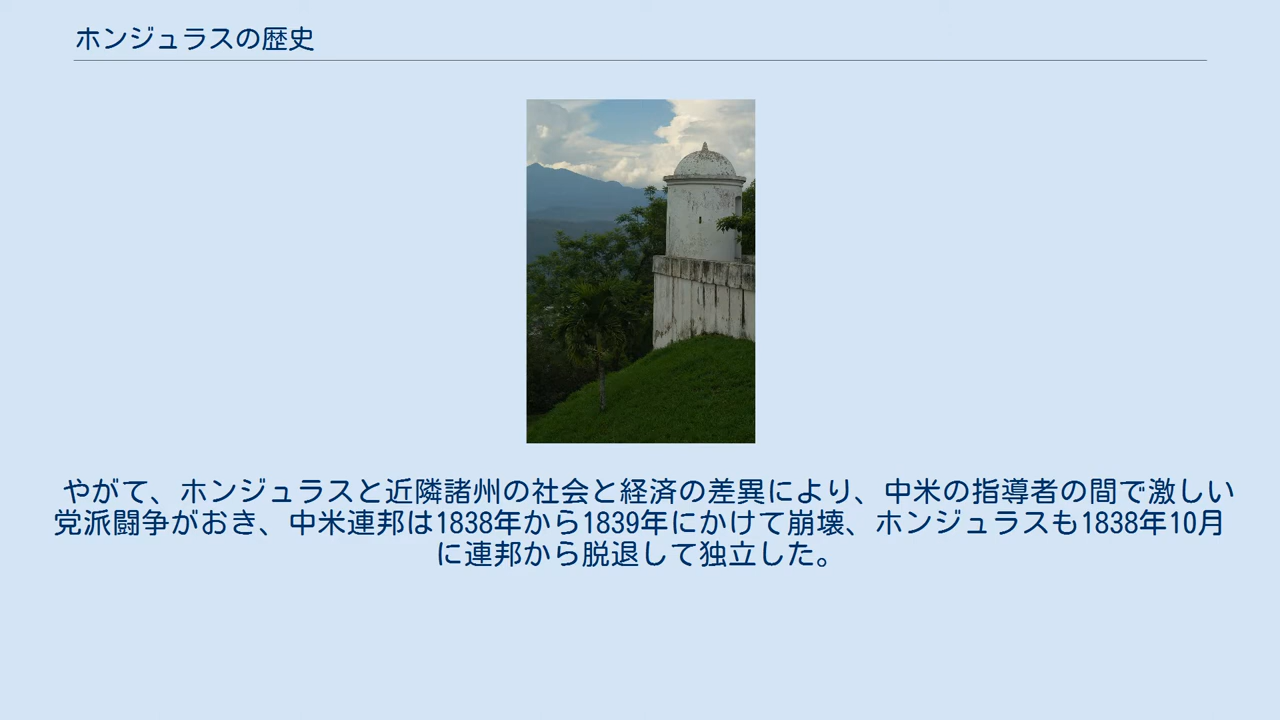 ホンジュラスの歴史
やがて、ホンジュラスと近隣諸州の社会と経済の差異により、中米の指導者の間で激しい
党派闘争がおき、中米連邦は1838年から1839年にかけて崩壊、ホンジュラスも1838年10月
に連邦から脱退して独立した。